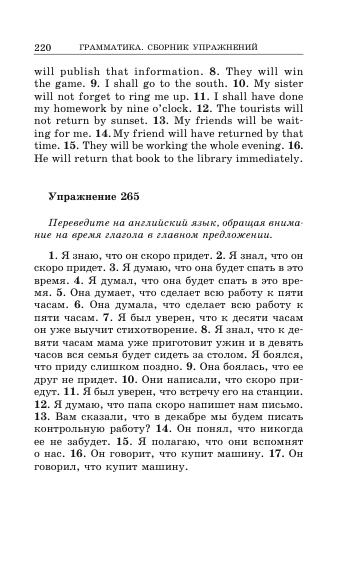 220 ГРАММАТИКА. СБОРНИК УПРАЖНЕНИЙ
will publish that information. 8. They will win
the game. 9. I shall go to the south. 10. My sister
will not forget to ring me up. 11. I shall have done
my homework by nine o'clock. 12. The tourists will
not return by sunset. 13. My friends will be wait-
ing for me. 14. My friend will have returned by that
time. 15. They will be working the whole evening. 16.
He will return that book to the library immediately.
Упражнение 265
Переведите на английский язык, обращая внима-
ние на время глагола в главном предложении.
1. Я знаю, что он скоро придет. 2. Я знал, что он
скоро придет. 3. Я думаю, что она будет спать в это
время. 4. Я думал, что она будет спать в это вре-
мя. 5. Она думает, что сделает всю работу к пяти
часам. 6. Она думала, что сделает всю работу к
пяти часам. 7. Я был уверен, что к десяти часам
он уже выучит стихотворение. 8. Я знал, что к де-
вяти часам мама уже приготовит ужин и в девять
часов вся семья будет сидеть за столом. Я боялся,
что приду слишком поздно. 9. Она боялась, что ее
друг не придет. 10. Они написали, что скоро при-
едут. 11. Я был уверен, что встречу его на станции.
12. Я думаю, что папа скоро напишет нам письмо.
13. Вам сказали, что в декабре мы будем писать
контрольную работу? 14. Он понял, что никогда
ее не забудет. 15. Я полагаю, что они вспомнят
о нас. 16. Он говорит, что купит машину. 17. Он
говорил, что купит машину.